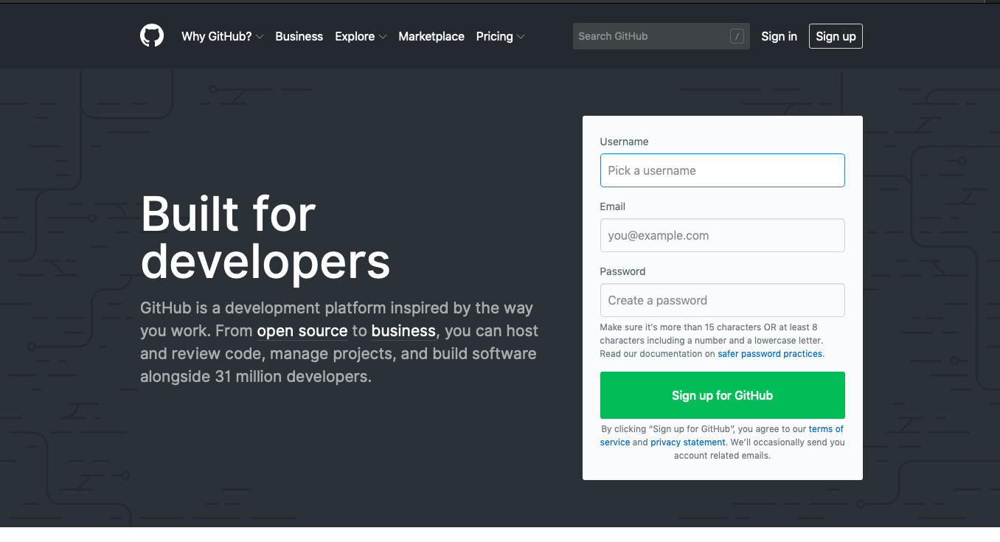 Why GitHub? Business Explore Marketplace Pricing Search GitHub / Sign in Sign up
Built for
developers
GitHub is a development platform inspired by the way
you work. From open source to business, you can host
and review code, manage projects, and build software
alongside 31 million developers.
Username
Pick a username
Email
you@example.com
Password
Create a password
Make sure it's more than 15 characters OR at least 8
characters including a number and a lowercase letter.
Read our documentation on safer password practices.
Sign up for GitHub
By clicking “Sign up for GitHub”, you agree to our terms of
service and privacy statement. We’ll occasionally send you
account related emails.